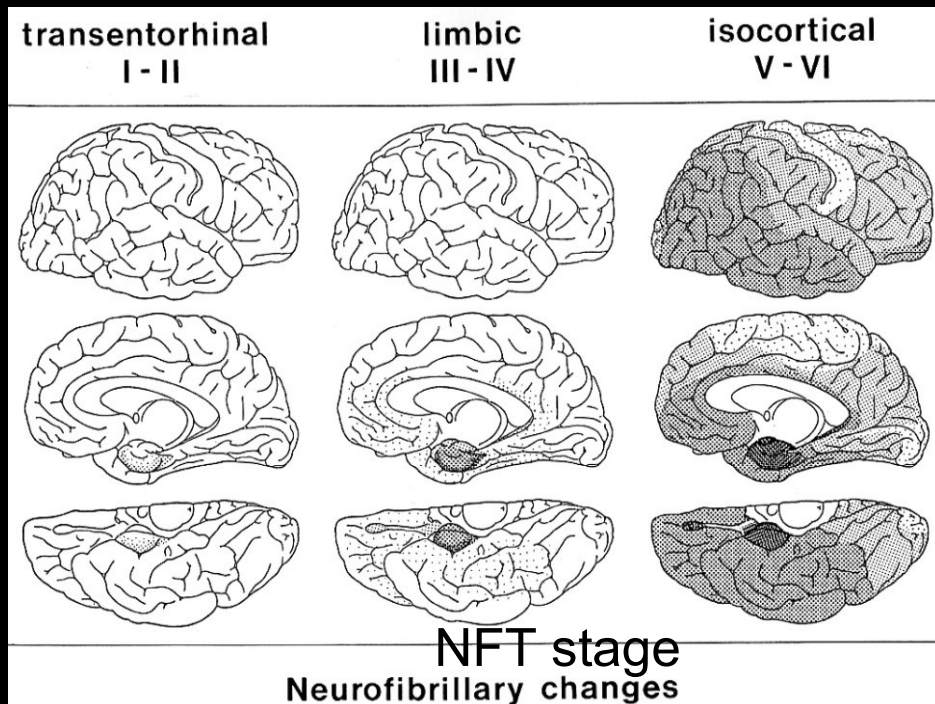 transentorhinal
I - II
limbic
III - IV
isocortical
V - VI
NFT stage
Neurofibrillary changes